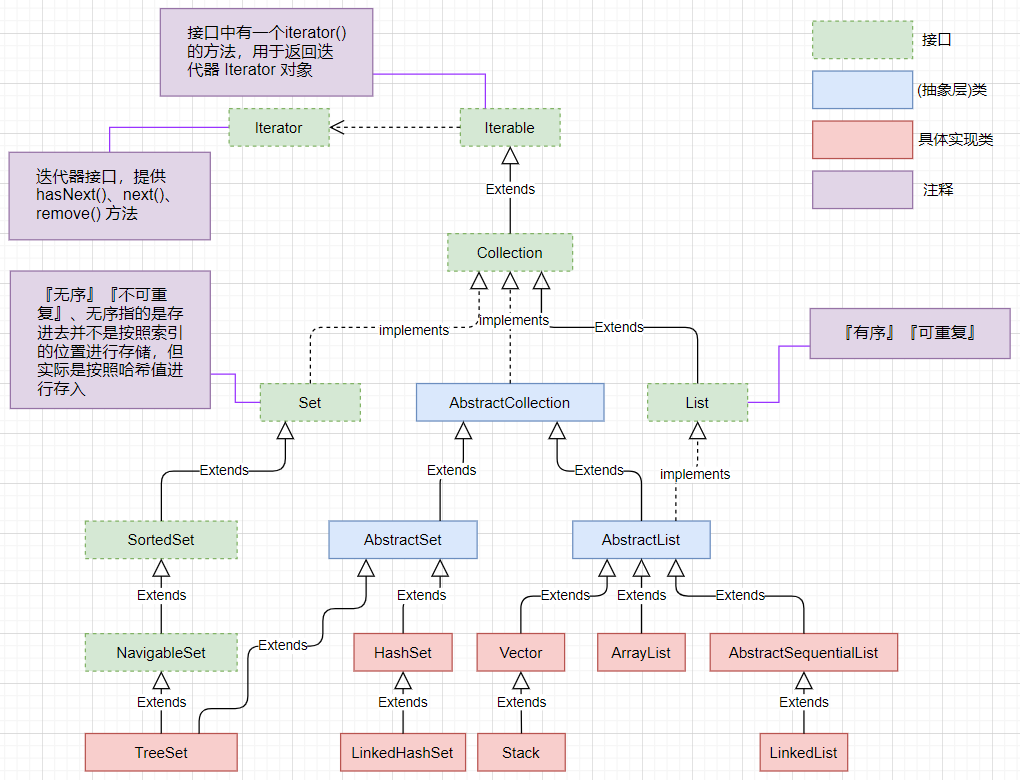 接口中有一个iterator()
的方法，用于返回迭
代器 Iterator 对象
接口
(抽象层)类
具体实现类
注释
Iterator
Iterable
迭代器接口，提供
hasNext()、next()、
remove() 方法
Extends
Collection
『无序』『不可重
复』、无序指的是存
进去并不是按照索引
的位置进行存储，但
实际是按照哈希值进
行存入
implements
implements
Extends
『有序』『可重复』
Set
AbstractCollection
List
Extends
Extends
Extends
implements
SortedSet
AbstractSet
AbstractList
Extends
Extends
Extends
Extends
Extends
Extends
NavigableSet
HashSet
Vector
ArrayList
AbstractSequentialList
Extends
Extends
Extends
Extends
TreeSet
LinkedHashSet
Stack
LinkedList